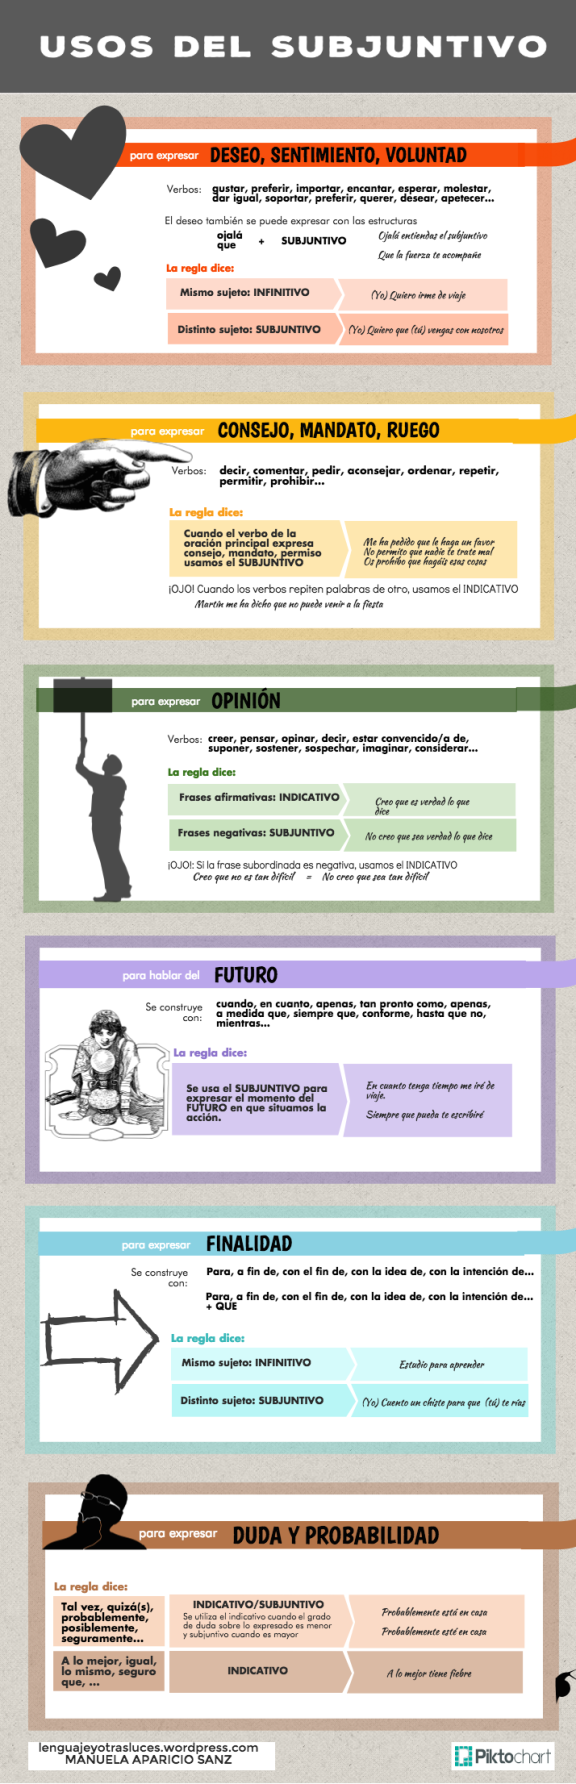 USOS DEL SUBJUNTIVO
para expresar DESEO, SENTIMIENTO, VOLUNTAD
Verbos: gustar, preferir, importar, encantar, esperar, molestar,
dar igual, soportar, preferir, querer, desear, apetecer...
El deseo también se puede expresar con las estructuras
ojalá
que
+ SUBJUNTIVO
Ojalá entiendas el subjuntivo
Que la fuerza te acompañe
La regla dice:
Mismo sujeto: INFINITIVO
(Yo) Quiero irme de viaje
Distinto sujeto: SUBJUNTIVO
(Yo) Quiero que (tú) vengas con nosotros
para expresar CONSEJO, MANDATO, RUEGO
Verbos: decir, comentar, pedir, aconsejar, ordenar, repetir,
permitir, prohibir...
La regla dice:
Cuando el verbo de la
oración principal expresa
consejo, mandato, permiso
usamos el SUBJUNTIVO
Me ha pedido que le haga un favor
No permito que nadie te trate mal
Os prohíbo que hagáis esas cosas
¡OJO! Cuando los verbos repiten palabras de otro, usamos el INDICATIVO
Martín me ha dicho que no puede venir a la fiesta
para expresar OPINIÓN
Verbos: creer, pensar, opinar, decir, estar convencido/a de,
suponer, sostener, sospechar, imaginar, considerar...
La regla dice:
Frases afirmativas: INDICATIVO
Creo que es verdad lo que
dice
Frases negativas: SUBJUNTIVO
No creo que sea verdad lo que dice
¡OJO!: Si la frase subordinada es negativa, usamos el INDICATIVO
Creo que no es tan difícil = No creo que sea tan difícil
para hablar del FUTURO
Se construye
con:
cuando, en cuanto, apenas, tan pronto como, apenas,
a medida que, siempre que, conforme, hasta que no,
mientras...
La regla dice:
Se usa el SUBJUNTIVO para
expresar el momento del
FUTURO en que situamos la
acción.
En cuanto tenga tiempo me iré de
viaje.
Siempre que pueda te escribiré
para expresar FINALIDAD
Se construye
con:
Para, a fin de, con el fin de, con la idea de, con la intención de...
Para, a fin de, con el fin de, con la idea de, con la intención de...
+ QUE
La regla dice:
Mismo sujeto: INFINITIVO
Estudio para aprender
Distinto sujeto: SUBJUNTIVO
(Yo) Cuento un chiste para que (tú) te rías
para expresar DUDA Y PROBABILIDAD
La regla dice:
Tal vez, quizá(s),
probablemente,
posiblemente,
seguramente...
INDICATIVO/SUBJUNTIVO
Se utiliza el indicativo cuando el grado
de duda sobre lo expresado es menor
y subjuntivo cuando es mayor
Probablemente está en casa
Probablemente esté en casa
A lo mejor, igual,
lo mismo, seguro
que, ...
INDICATIVO
A lo mejor tiene fiebre
lenguajeyotrasluces.wordpress.com
MANUELA APARICIO SANZ
Piktochart